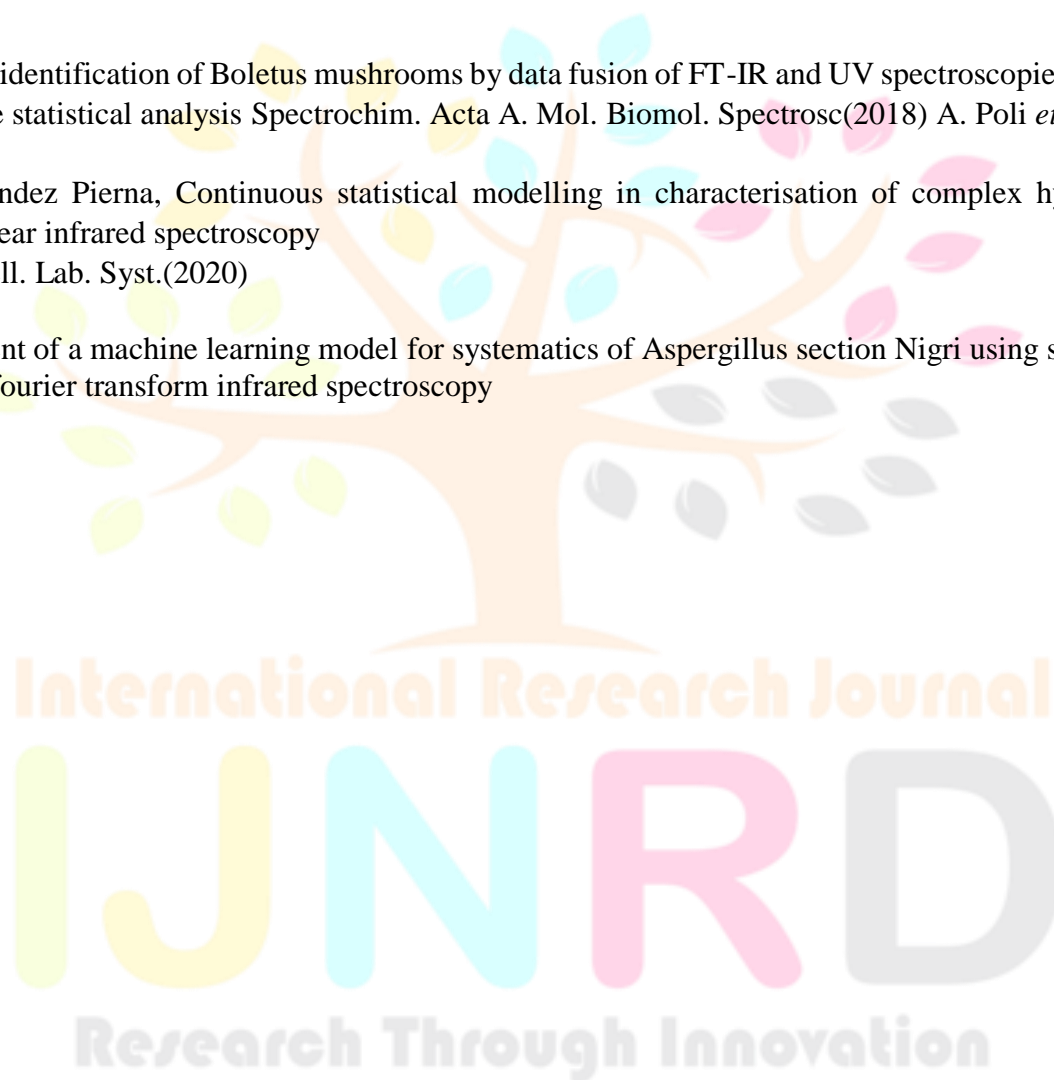 identification of Boletus mushrooms by data fusion of FT-IR and UV spectroscopie
e statistical analysis Spectrochim. Acta A. Mol. Biomol. Spectrosc(2018) A. Poli et
ndez Pierna, Continuous statistical modelling in characterisation of complex hy
ear infrared spectroscopy
ll. Lab. Syst.(2020)
nt of a machine learning model for systematics of Aspergillus section Nigri using s
fourier transform infrared spectroscopy
International Research Journal
IJNRD
Research Through Innovation